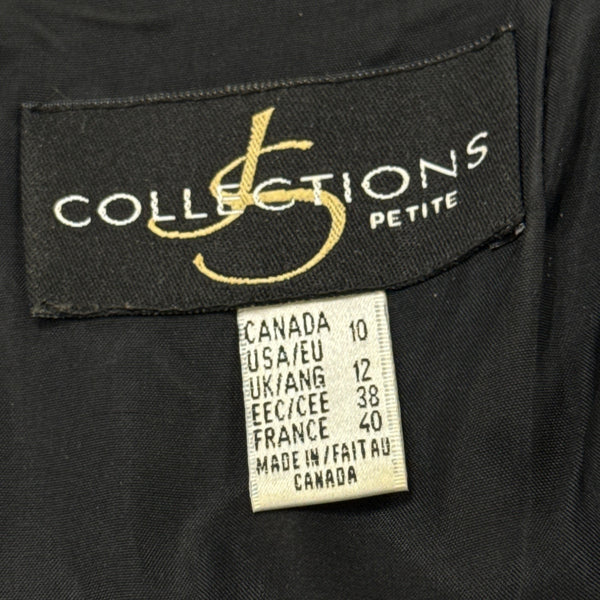 JS
COLLECTIONS
PETITE
CANADA 10
USA/EU
UK/ANG 12
EEC/CEE 38
FRANCE 40
MADE IN/FAIT AU
CANADA